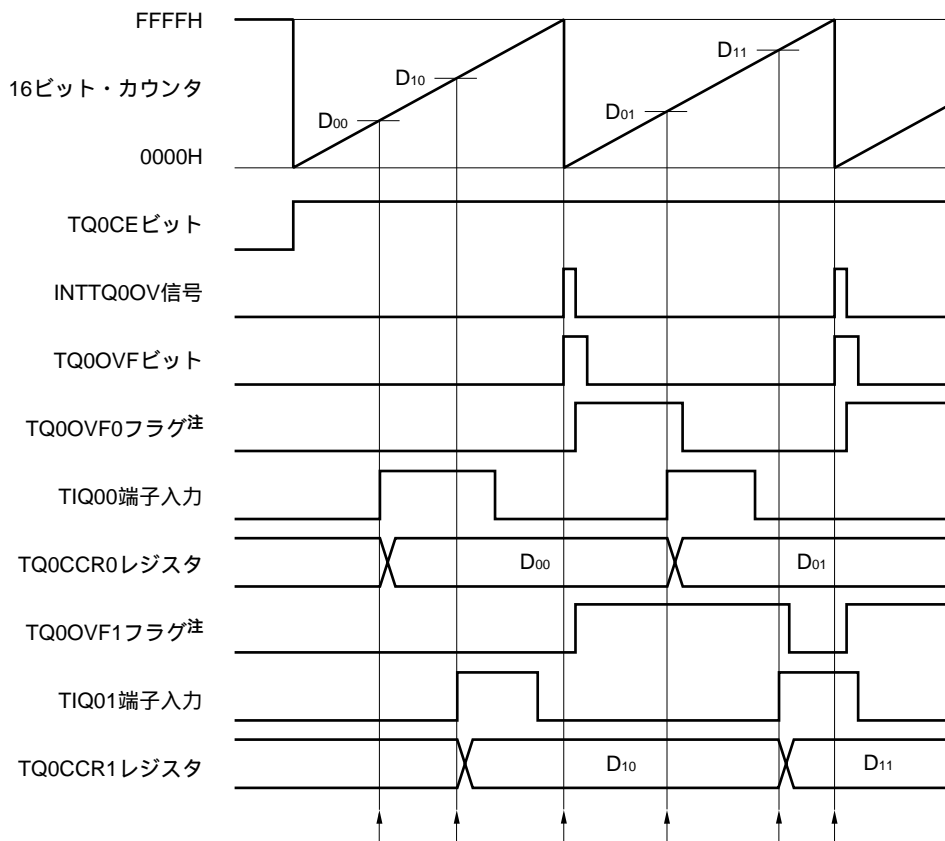 FFFFH
D11
D10
16ビット・カウンタ
D01
D00
0000H
TQ0CEビット
INTTQ0OV信号
TQ0OVFビット
TQ0OVF0フラグ注
TIQ00端子入力
TQ0CCR0レジスタ
D00
D01
TQ0OVF1フラグ注
TIQ01端子入力
TQ0CCR1レジスタ
D10
D11